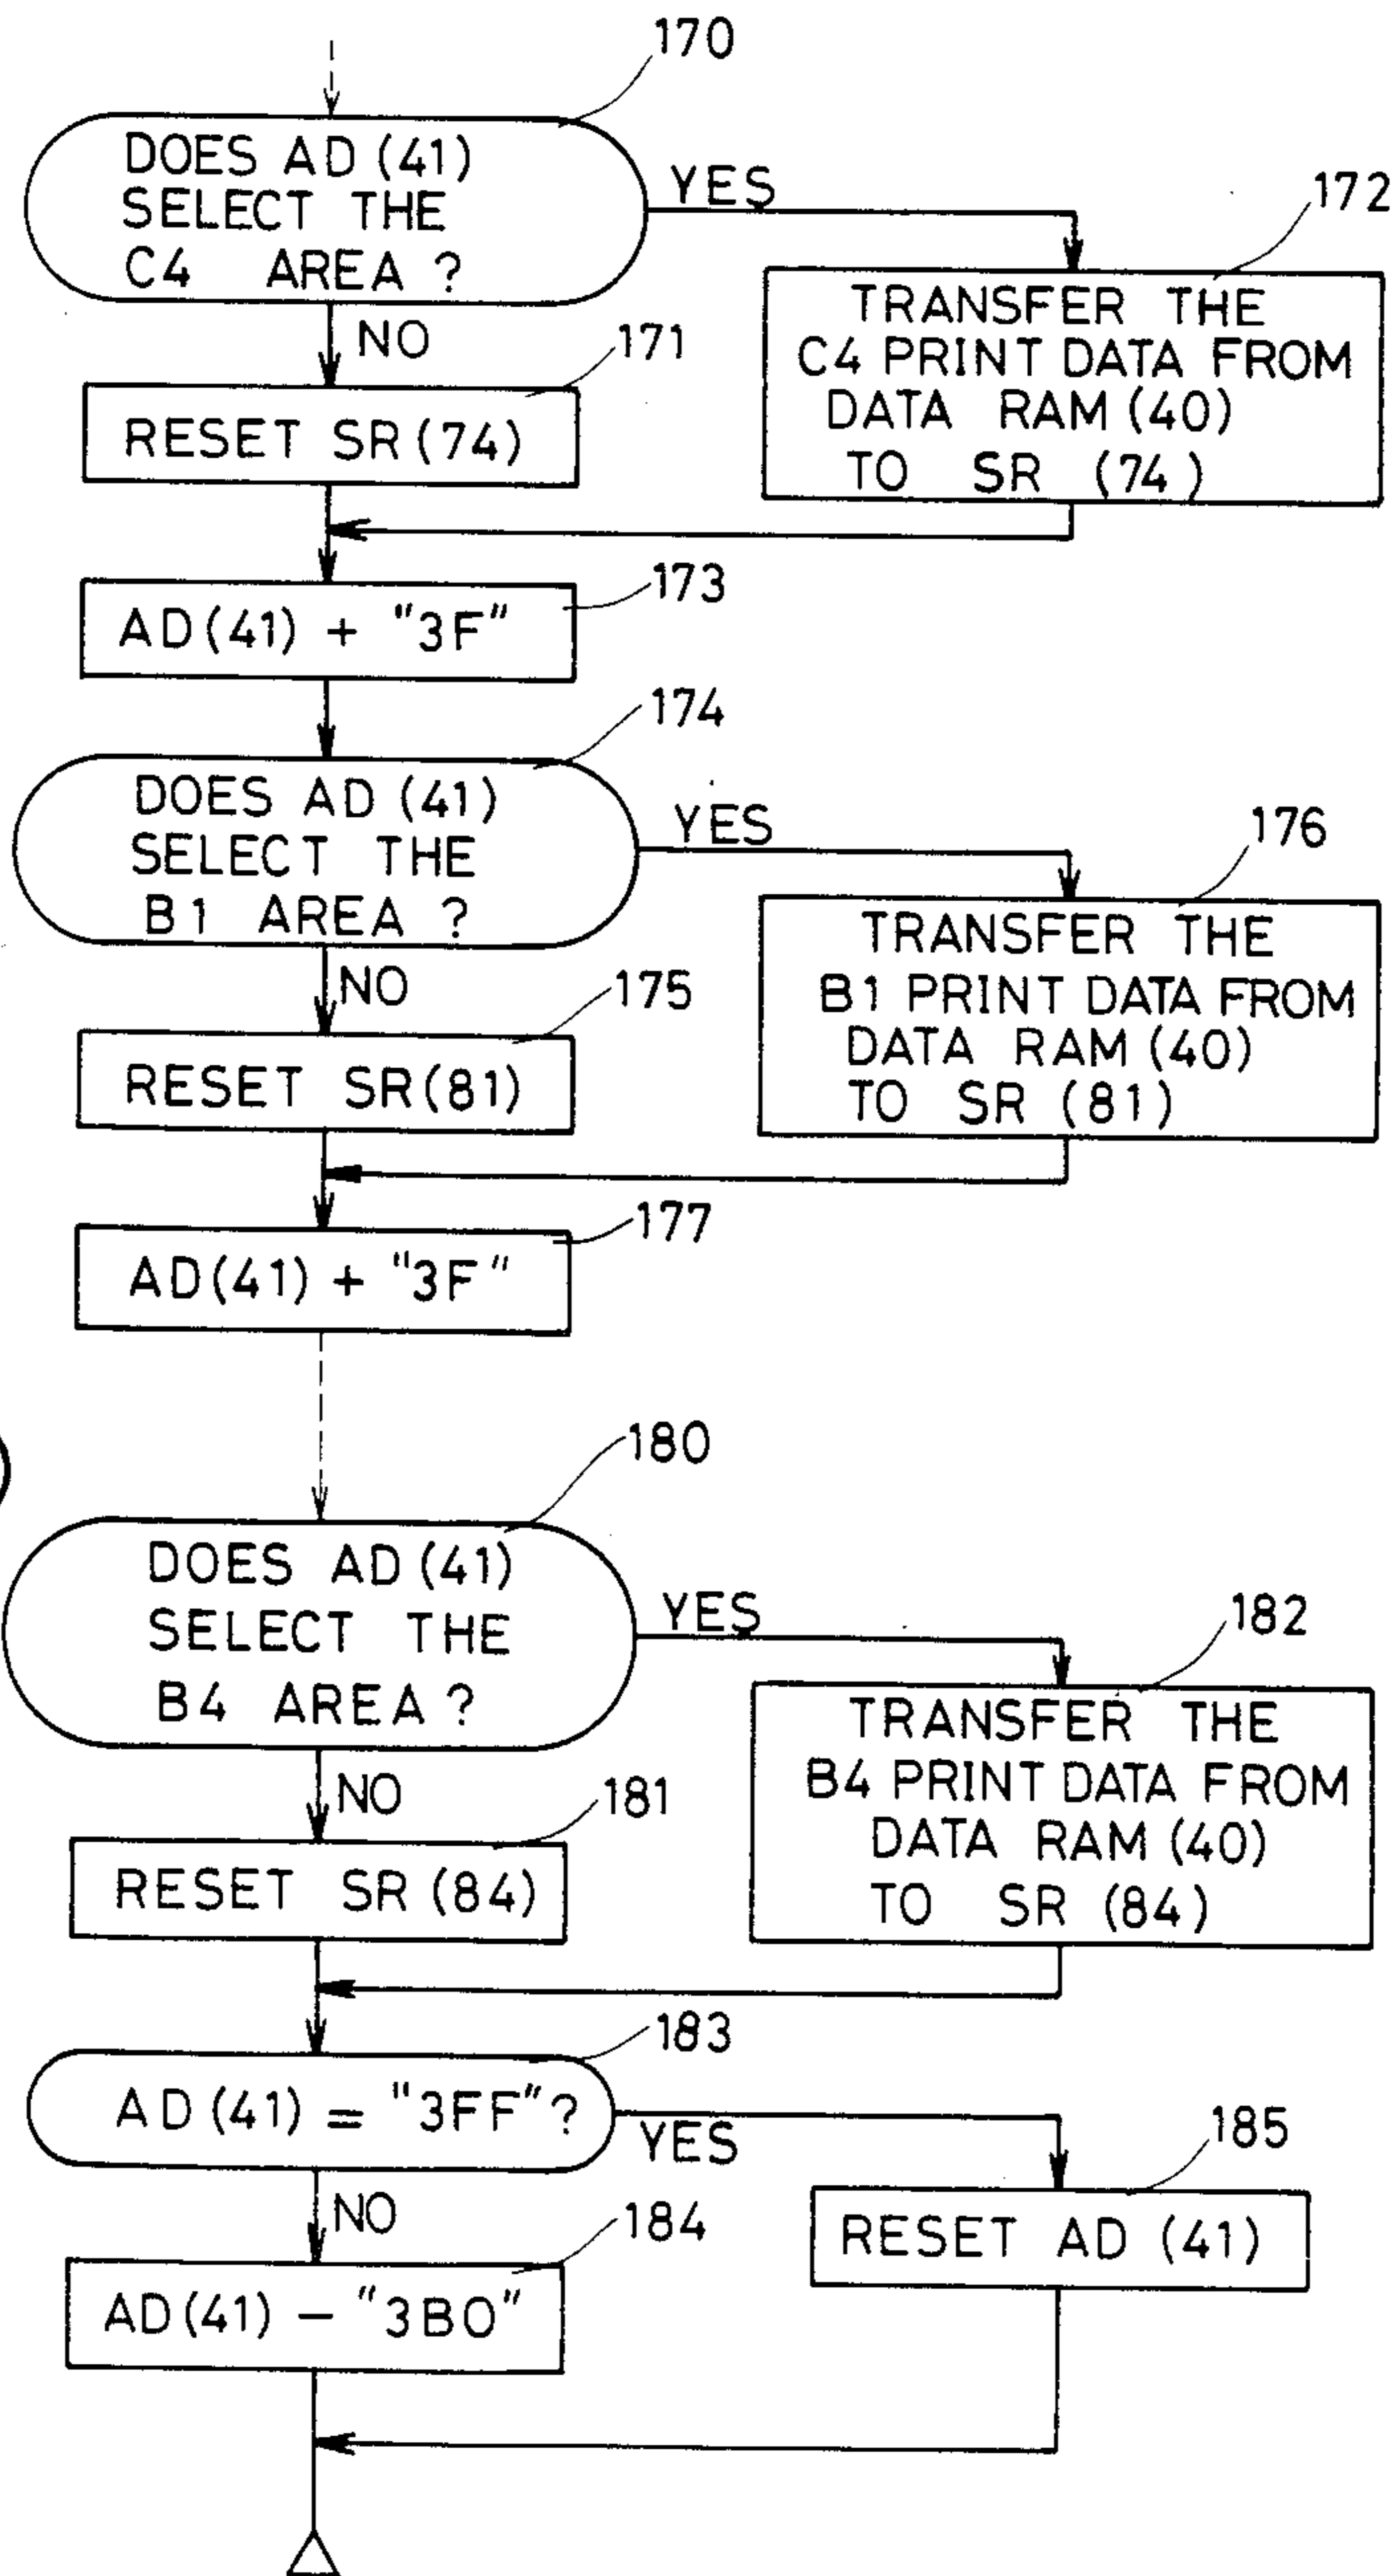 170
DOES AD (41)
SELECT THE
C4 AREA ?
YES
172
TRANSFER THE
C4 PRINT DATA FROM
DATA RAM (40)
TO SR (74)
NO
171
RESET SR (74)
173
AD (41) + "3F"
174
DOES AD (41)
SELECT THE
B1 AREA ?
YES
176
TRANSFER THE
B1 PRINT DATA FROM
DATA RAM (40)
TO SR (81)
NO
175
RESET SR (81)
177
AD (41) + "3F"
180
DOES AD (41)
SELECT THE
B4 AREA ?
YES
182
TRANSFER THE
B4 PRINT DATA FROM
DATA RAM (40)
TO SR (84)
NO
181
RESET SR (84)
183
AD (41) = "3FF" ?
YES
185
RESET AD (41)
NO
184
AD (41) − "3B0"